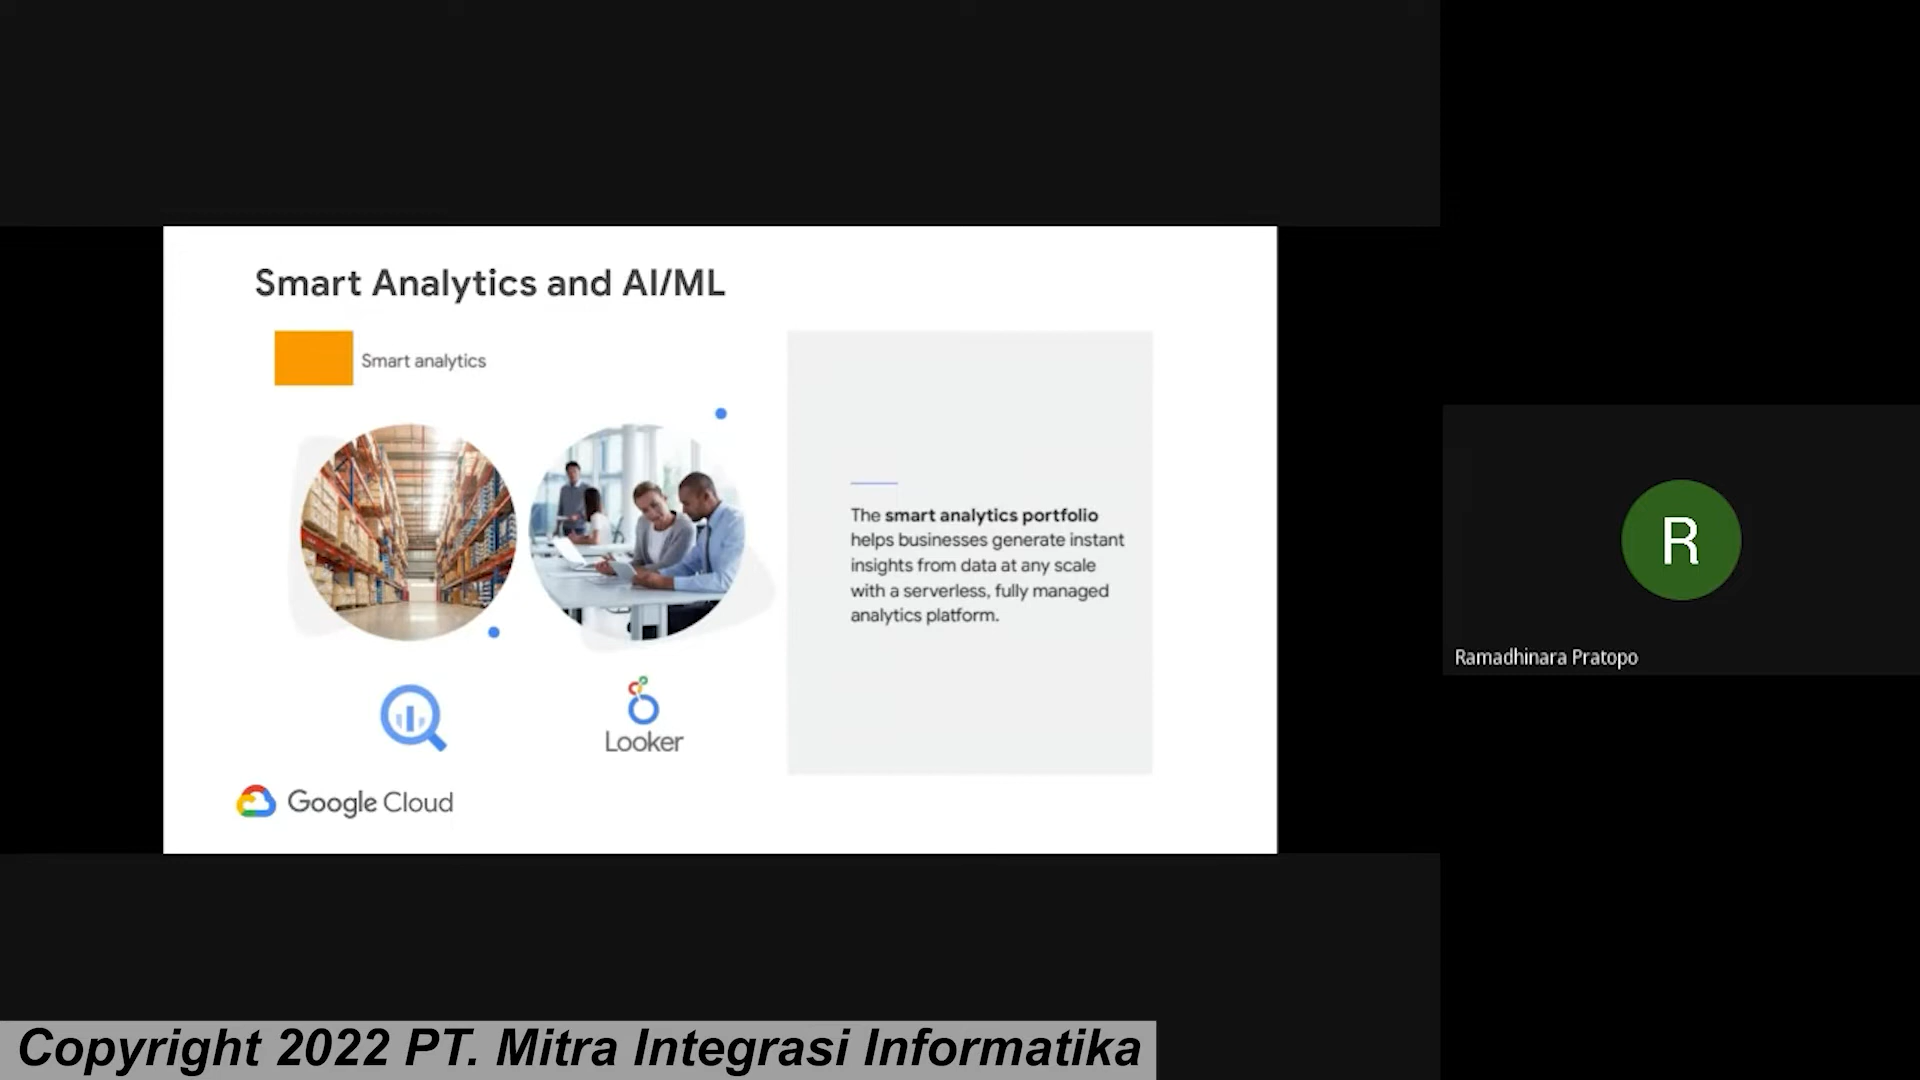 Smart Analytics and AI/ML
Smart analytics
The smart analytics portfolio
helps businesses generate instant
insights from data at any scale
with a serverless, fully managed
analytics platform.
Looker
Google Cloud
R
Ramadhinara Pratopo
Copyright 2022 PT. Mitra Integrasi Informatika